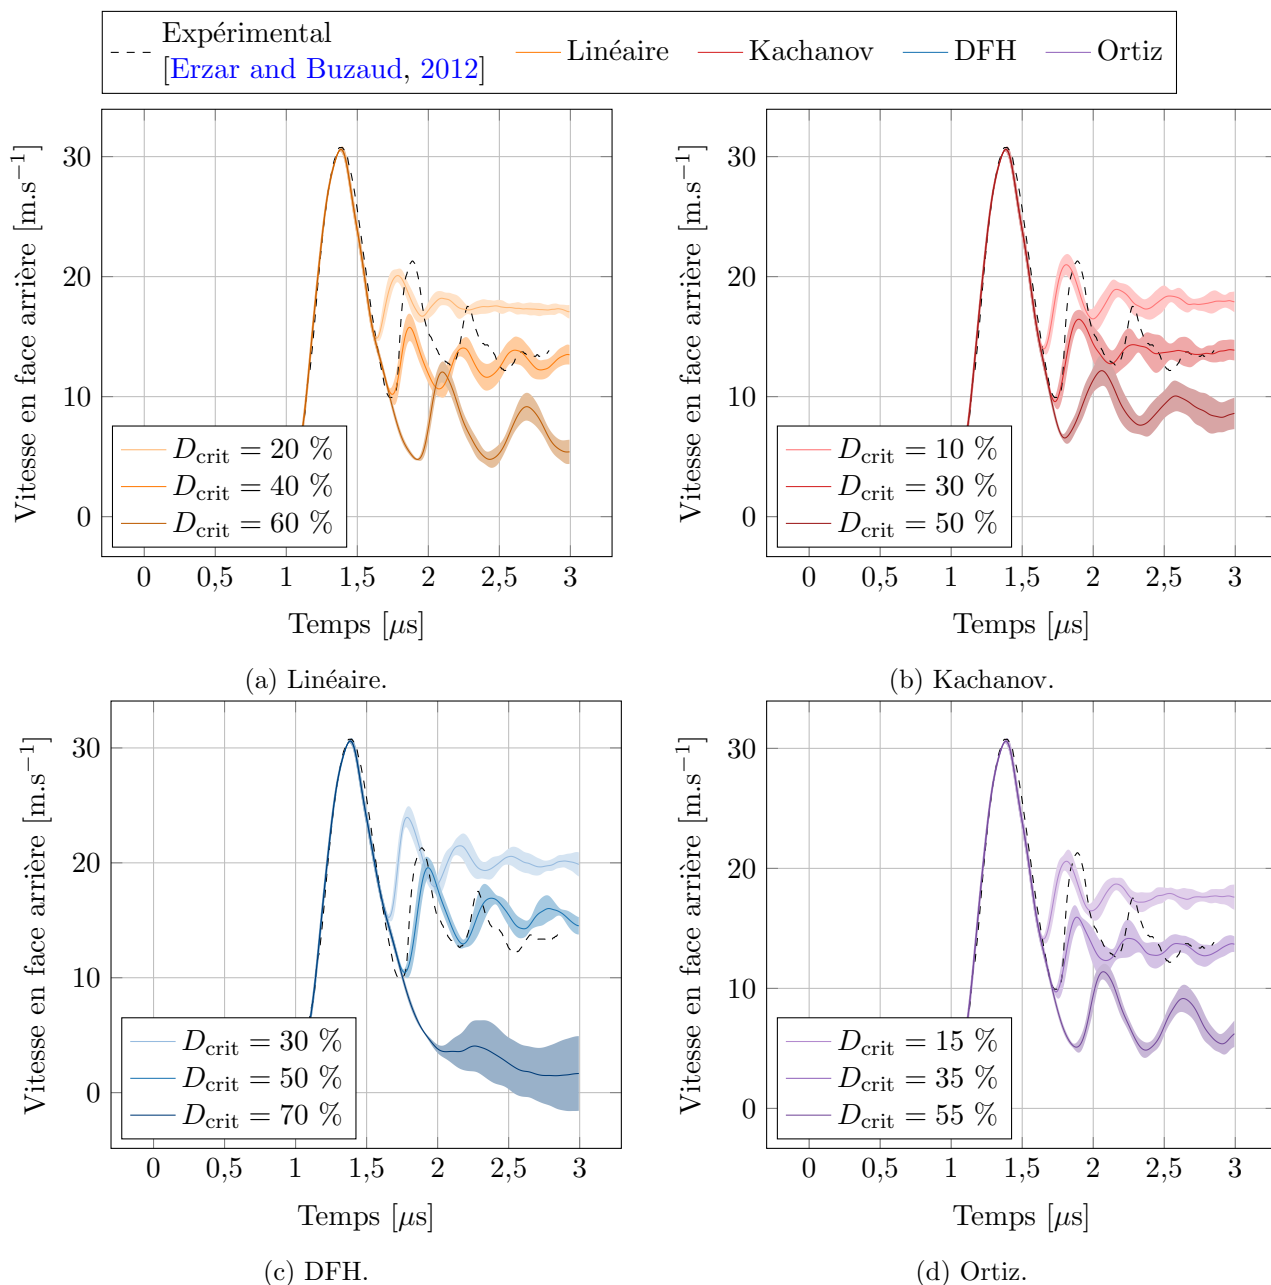 Expérimental
[Erzar and Buzaud, 2012]
Linéaire
Kachanov
DFH
Ortiz
Vitesse en face arrière [m.s⁻¹]
30
20
10
0
D_crit = 20 %
D_crit = 40 %
D_crit = 60 %
0 0,5 1 1,5 2 2,5 3
Temps [μs]
(a) Linéaire.
Vitesse en face arrière [m.s⁻¹]
30
20
10
0
D_crit = 10 %
D_crit = 30 %
D_crit = 50 %
0 0,5 1 1,5 2 2,5 3
Temps [μs]
(b) Kachanov.
Vitesse en face arrière [m.s⁻¹]
30
20
10
0
D_crit = 30 %
D_crit = 50 %
D_crit = 70 %
0 0,5 1 1,5 2 2,5 3
Temps [μs]
(c) DFH.
Vitesse en face arrière [m.s⁻¹]
30
20
10
0
D_crit = 15 %
D_crit = 35 %
D_crit = 55 %
0 0,5 1 1,5 2 2,5 3
Temps [μs]
(d) Ortiz.